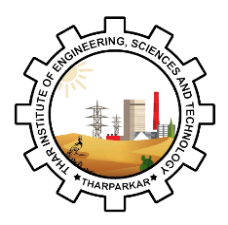 THAR INSTITUTE OF ENGINEERING, SCIENCES AND TECHNOLOGY
★ THARPARKAR ★